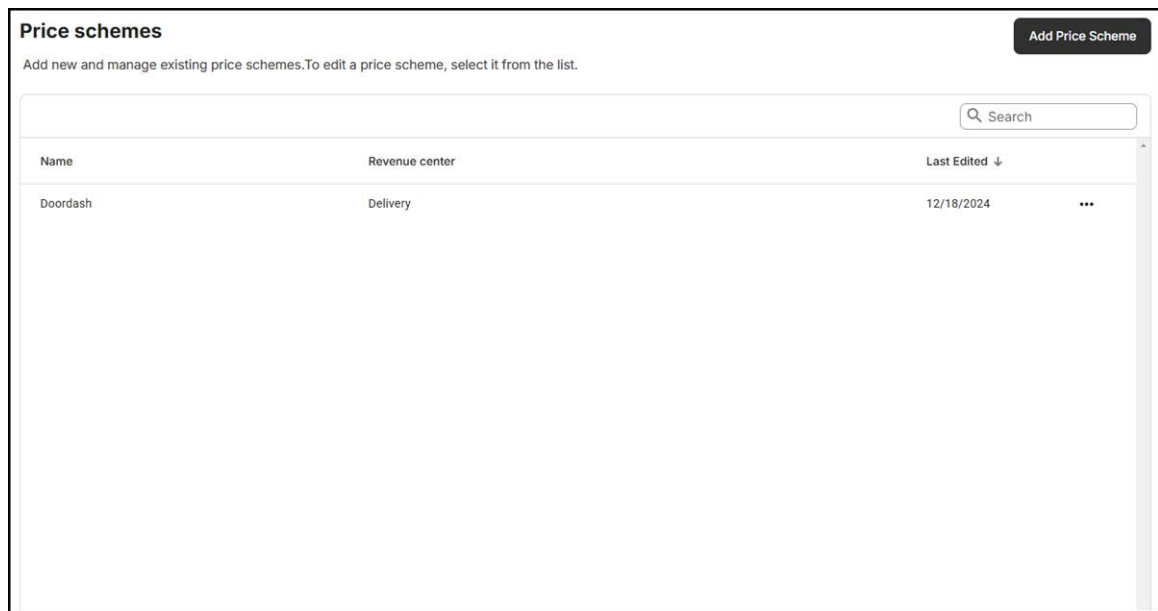 Price schemes
Add Price Scheme
Add new and manage existing price schemes.To edit a price scheme, select it from the list.
Search
Name Revenue center Last Edited ↓
Doordash Delivery 12/18/2024 •••